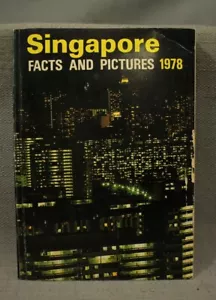 Singapore
FACTS AND PICTURES 1978